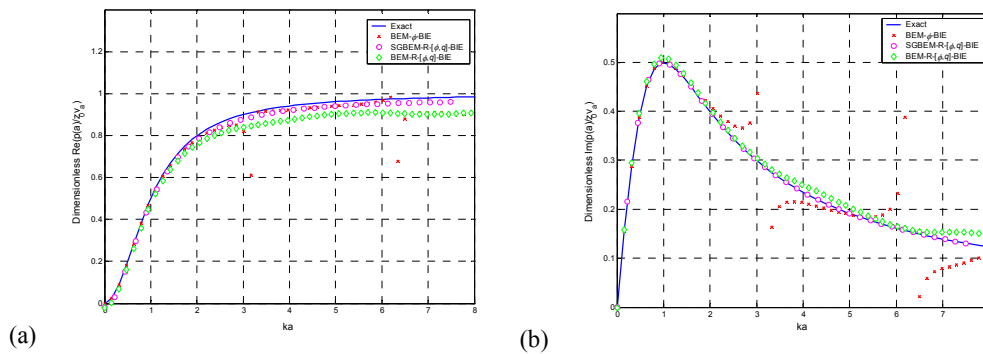 Exact
BEM-ϕ-BIE
SGBEM-R-[ϕ,q]-BIE
BEM-R-[ϕ,q]-BIE
1.2
1
0.8
0.6
0.4
0.2
0
Dimensionless Re(p(a)/z₀vₐ)
0 1 2 3 4 5 6 7 8
ka
(a)
Exact
BEM-ϕ-BIE
SGBEM-R-[ϕ,q]-BIE
BEM-R-[ϕ,q]-BIE
0.5
0.4
0.3
0.2
0.1
0
Dimensionless Im(p(a)/z₀vₐ)
0 1 2 3 4 5 6 7
ka
(b)